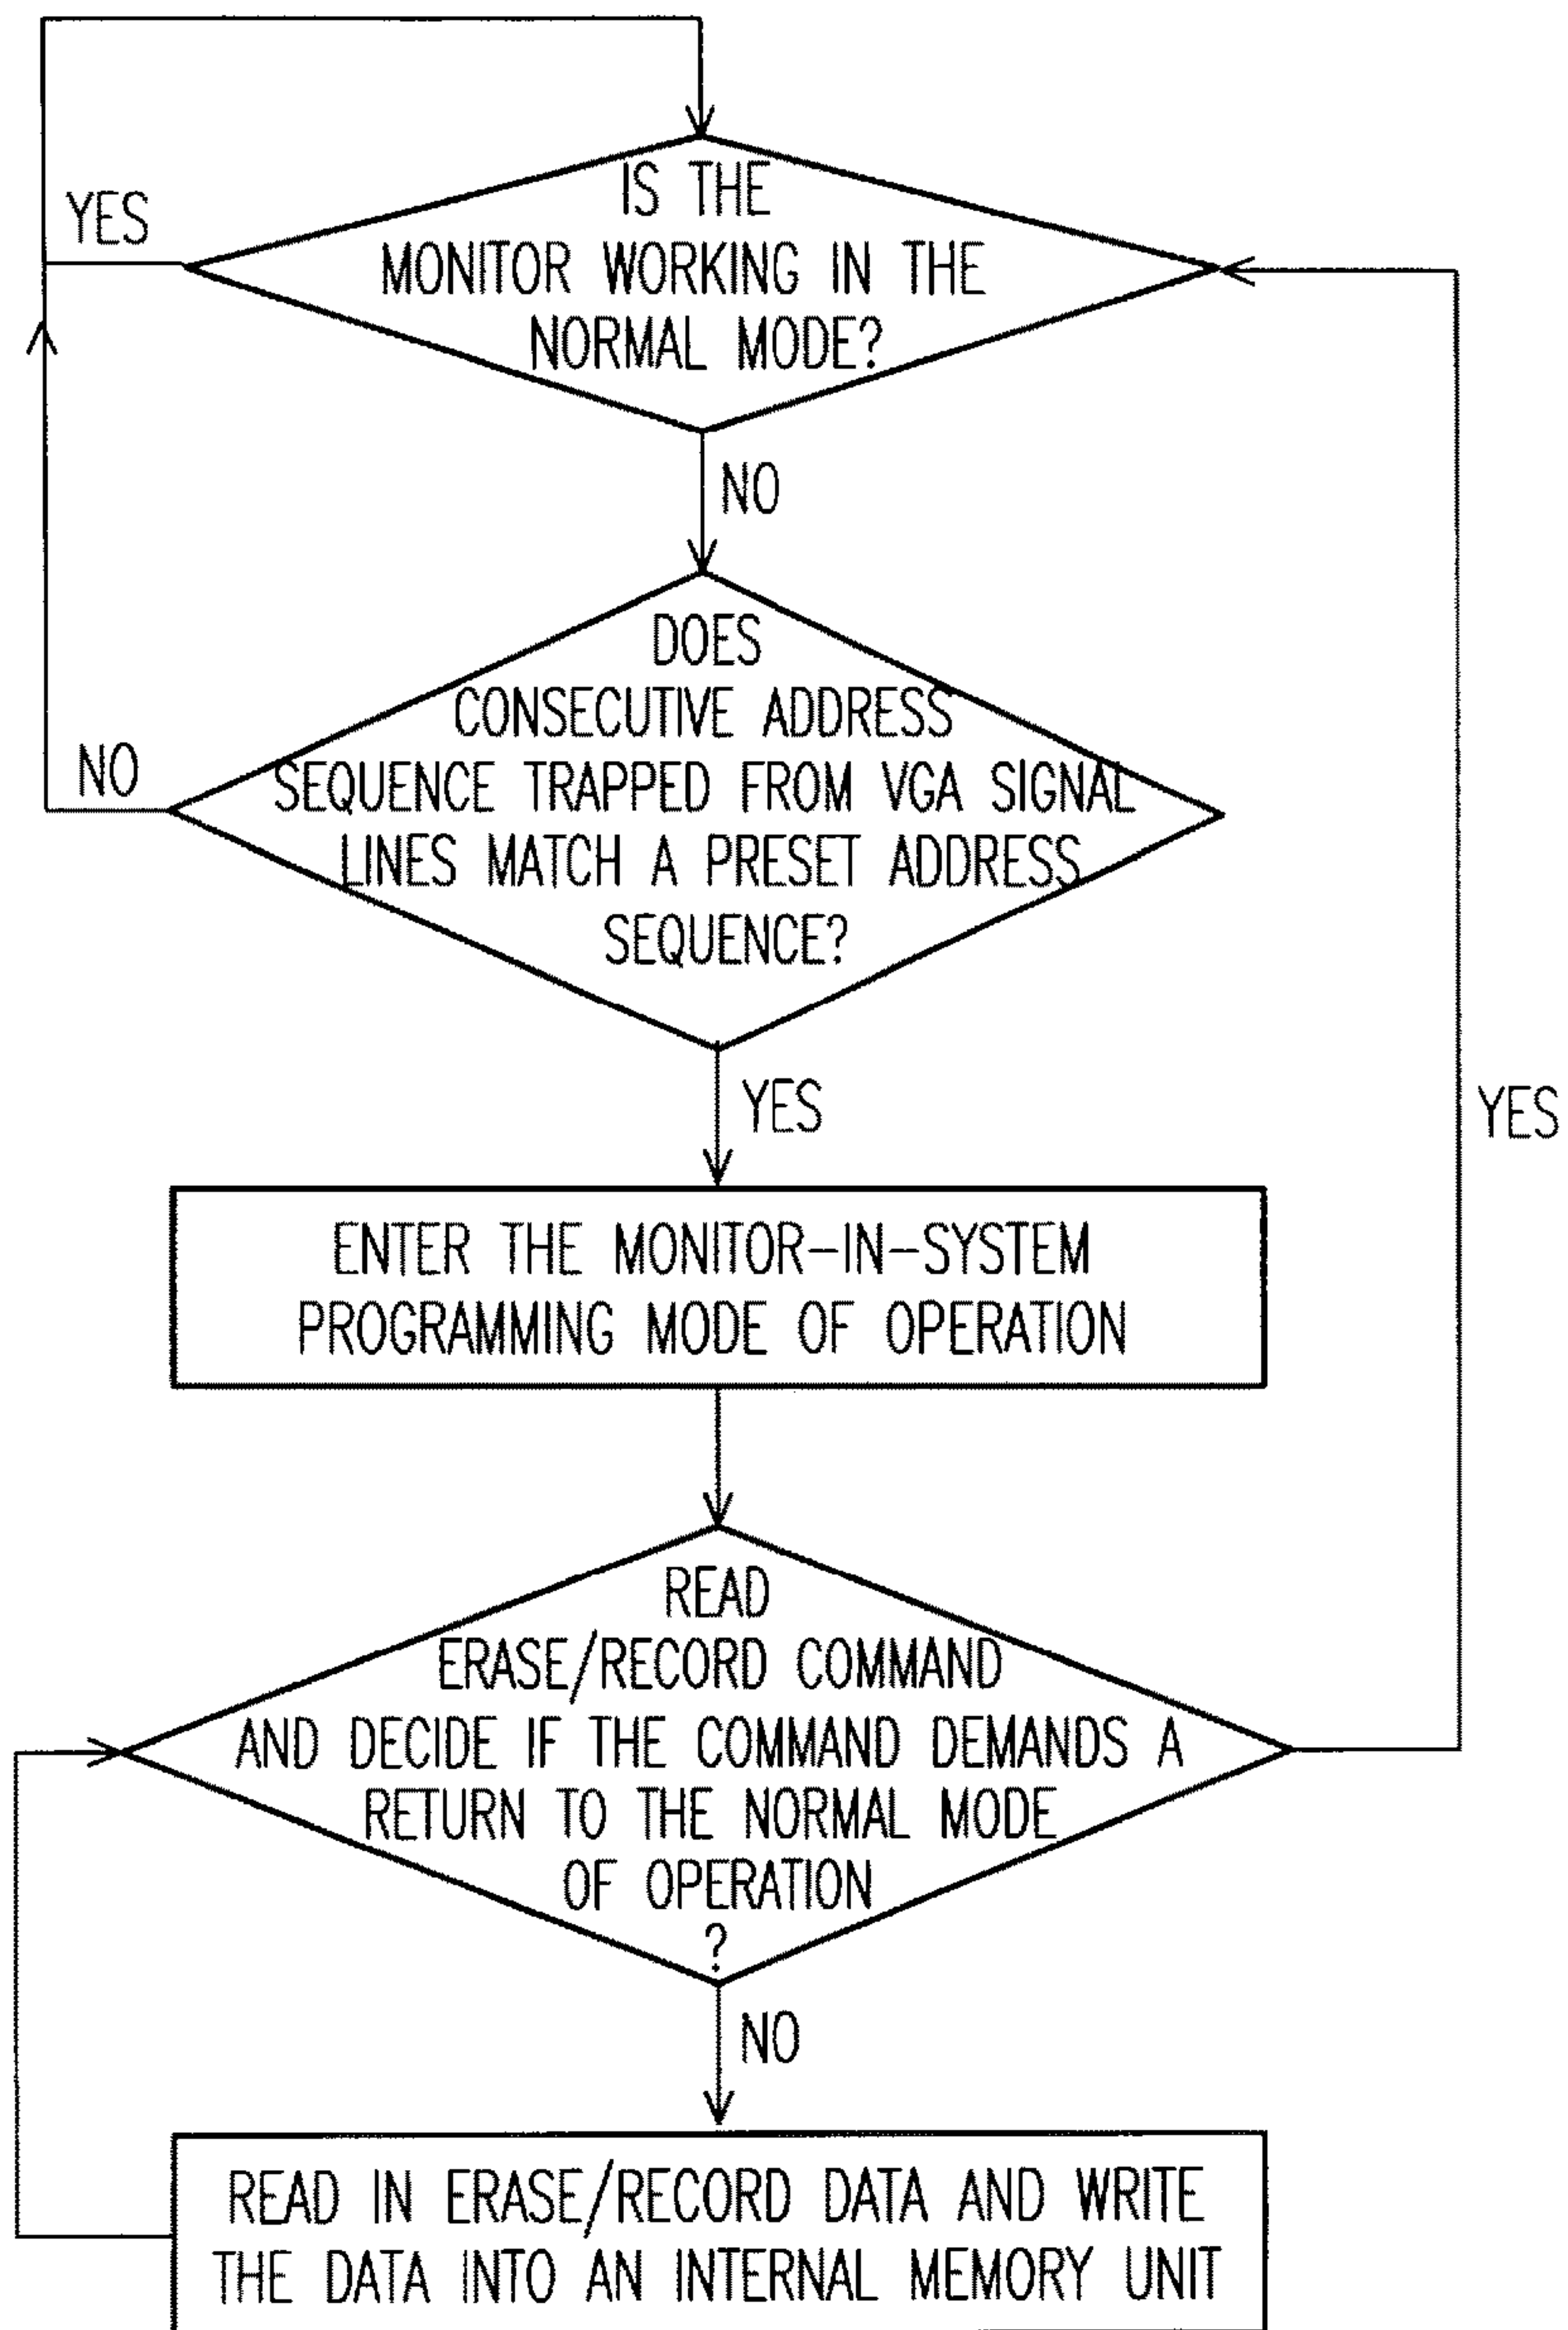 IS THE
YES
MONITOR WORKING IN THE
NORMAL MODE?
NO
DOES
CONSECUTIVE ADDRESS
NO
SEQUENCE TRAPPED FROM VGA SIGNAL
LINES MATCH A PRESET ADDRESS
SEQUENCE?
YES
YES
ENTER THE MONITOR-IN-SYSTEM
PROGRAMMING MODE OF OPERATION
READ
ERASE/RECORD COMMAND
AND DECIDE IF THE COMMAND DEMANDS A
RETURN TO THE NORMAL MODE
OF OPERATION
?
NO
READ IN ERASE/RECORD DATA AND WRITE
THE DATA INTO AN INTERNAL MEMORY UNIT